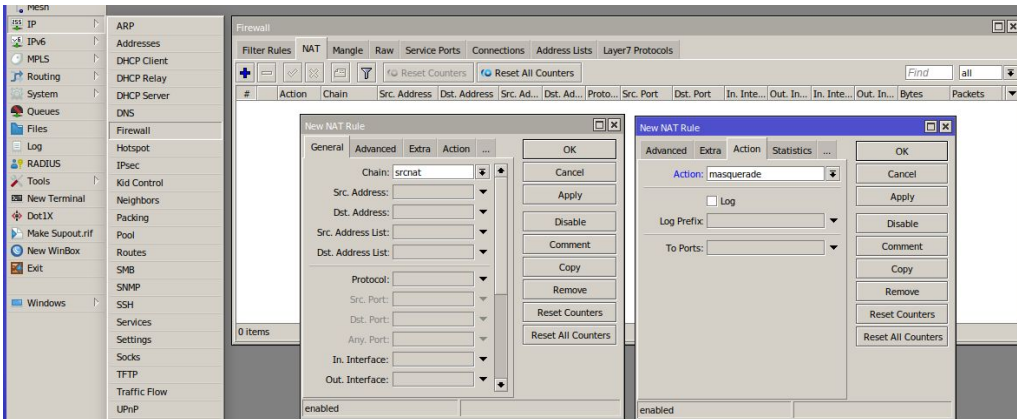 Mesh
IP
IPv6
MPLS
Routing
System
Queues
Files
Log
RADIUS
Tools
New Terminal
Dot1X
Make Supout.rif
New WinBox
Exit
Windows
ARP
Addresses
DHCP Client
DHCP Relay
DHCP Server
DNS
Firewall
Hotspot
IPsec
Kid Control
Neighbors
Packing
Pool
Routes
SMB
SNMP
SSH
Services
Settings
Socks
TFTP
Traffic Flow
UPnP
Firewall
Filter Rules NAT Mangle Raw Service Ports Connections Address Lists Layer7 Protocols
Reset Counters Reset All Counters Find all
# Action Chain Src. Address Dst. Address Src. Ad... Dst. Ad... Proto... Src. Port Dst. Port In. Inte... Out. In... In. Inte... Out. In... Bytes Packets
0 items
New NAT Rule
General Advanced Extra Action ...
Chain: srcnat
Src. Address:
Dst. Address:
Src. Address List:
Dst. Address List:
Protocol:
Src. Port:
Dst. Port:
Any. Port:
In. Interface:
Out. Interface:
OK
Cancel
Apply
Disable
Comment
Copy
Remove
Reset Counters
Reset All Counters
enabled
New NAT Rule
Advanced Extra Action Statistics ...
Action: masquerade
Log
Log Prefix:
To Ports:
OK
Cancel
Apply
Disable
Comment
Copy
Remove
Reset Counters
Reset All Counters
enabled